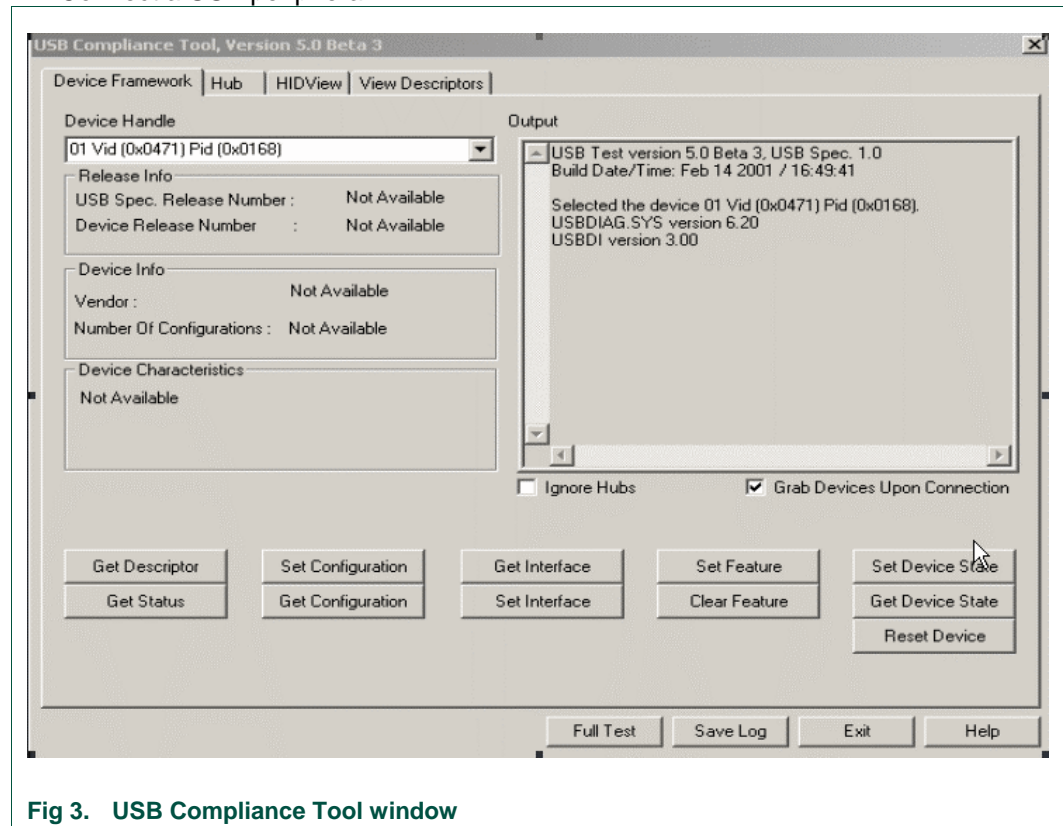 USB Compliance Tool, Version 5.0 Beta 3
Device Framework Hub HIDView View Descriptors
Device Handle
01 Vid (0x0471) Pid (0x0168)
Release Info
USB Spec. Release Number : Not Available
Device Release Number : Not Available
Device Info
Vendor : Not Available
Number Of Configurations : Not Available
Device Characteristics
Not Available
Output
USB Test version 5.0 Beta 3, USB Spec. 1.0
Build Date/Time: Feb 14 2001 / 16:49:41
Selected the device 01 Vid (0x0471) Pid (0x0168).
USBDIAG.SYS version 6.20
USBDI version 3.00
Ignore Hubs Grab Devices Upon Connection
Get Descriptor Set Configuration Get Interface Set Feature Set Device State
Get Status Get Configuration Set Interface Clear Feature Get Device State
Reset Device
Full Test Save Log Exit Help
Fig 3. USB Compliance Tool window